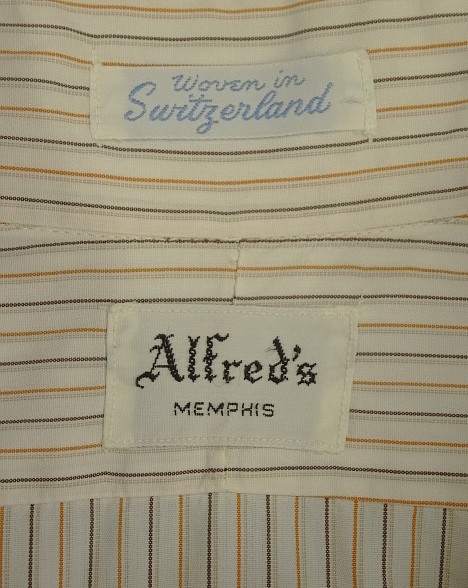 Woven in
Switzerland
Alfred's
MEMPHIS